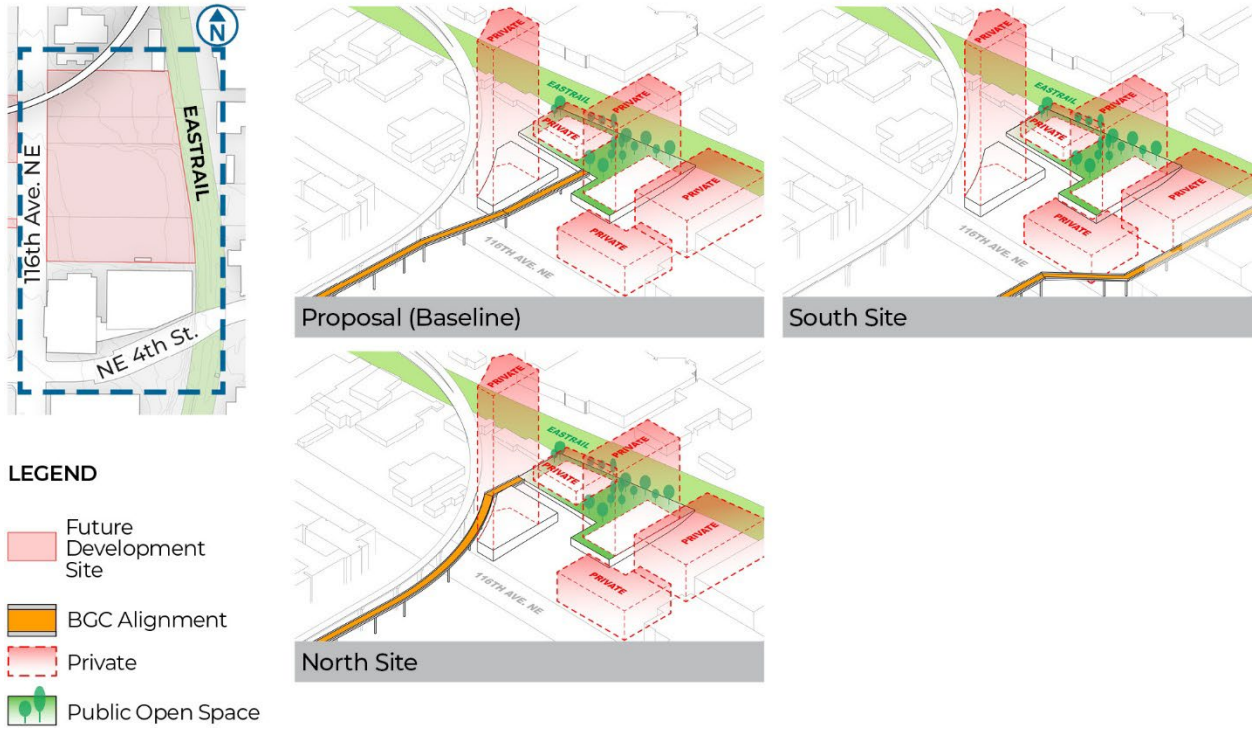 N
116th Ave. NE
EASTRAIL
NE 4th St.
LEGEND
Future
Development
Site
BGC Alignment
Private
Public Open Space
PRIVATE
EASTRAIL
PRIVATE
PRIVATE
PRIVATE
PRIVATE
116TH AVE. NE
Proposal (Baseline)
PRIVATE
EASTRAIL
PRIVATE
PRIVATE
PRIVATE
PRIVATE
116TH AVE. NE
South Site
PRIVATE
EASTRAIL
PRIVATE
PRIVATE
PRIVATE
PRIVATE
116TH AVE. NE
North Site